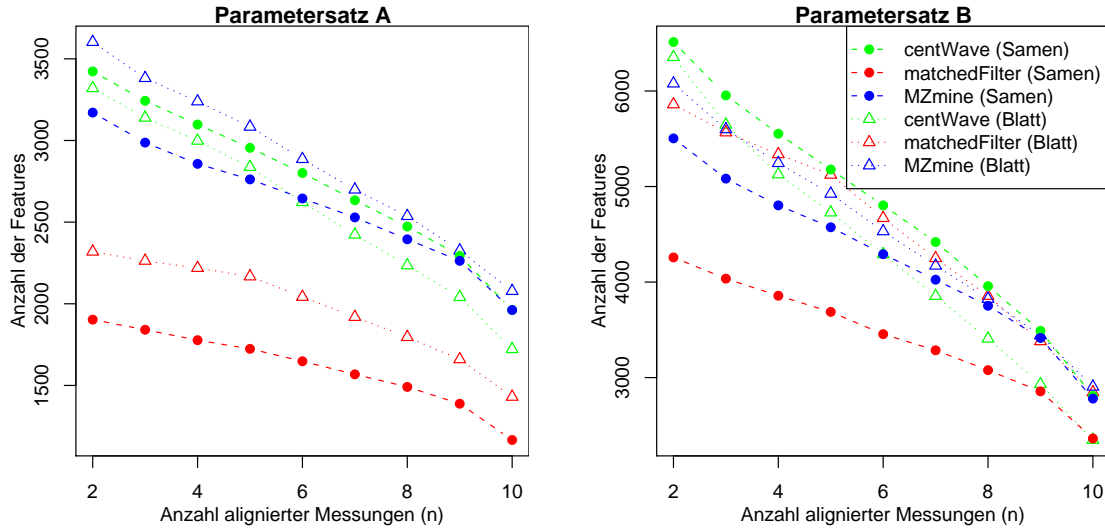 Parametersatz A
Anzahl der Features
3500
3000
2500
2000
1500
2
4
6
8
10
Anzahl alignierter Messungen (n)
Parametersatz B
Anzahl der Features
6000
5000
4000
3000
2
4
6
8
10
Anzahl alignierter Messungen (n)
centWave (Samen)
matchedFilter (Samen)
MZmine (Samen)
centWave (Blatt)
matchedFilter (Blatt)
MZmine (Blatt)